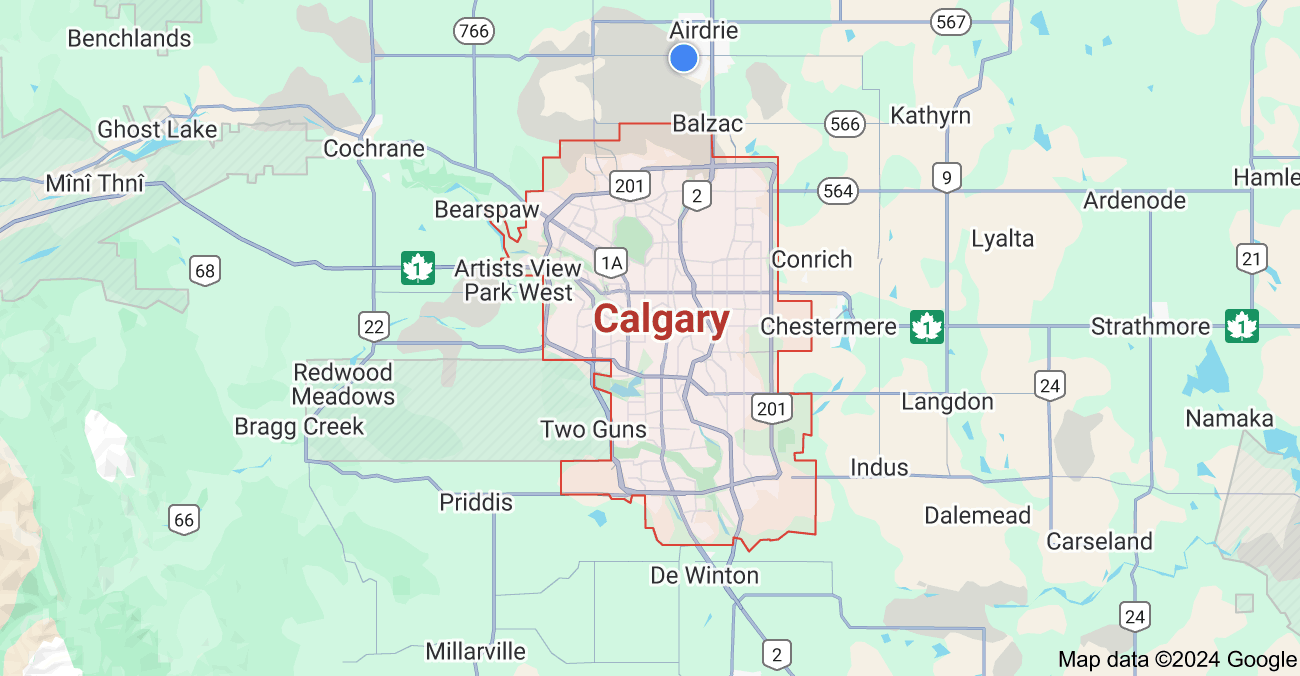 567
766
Airdrie
Benchlands
Kathyrn
Balzac
566
Ghost Lake
Cochrane
Mînî Thnî
201
2
564
9
Hamle
Ardenode
Bearspaw
Lyalta
1A
Conrich
21
68
1
Artists View
Park West
Calgary
22
Chestermere
1
Strathmore
1
Redwood
Meadows
24
Langdon
201
Namaka
Bragg Creek
Two Guns
Indus
Priddis
66
Dalemead
Carseland
De Winton
24
Millarville
2
Map data ©2024 Google